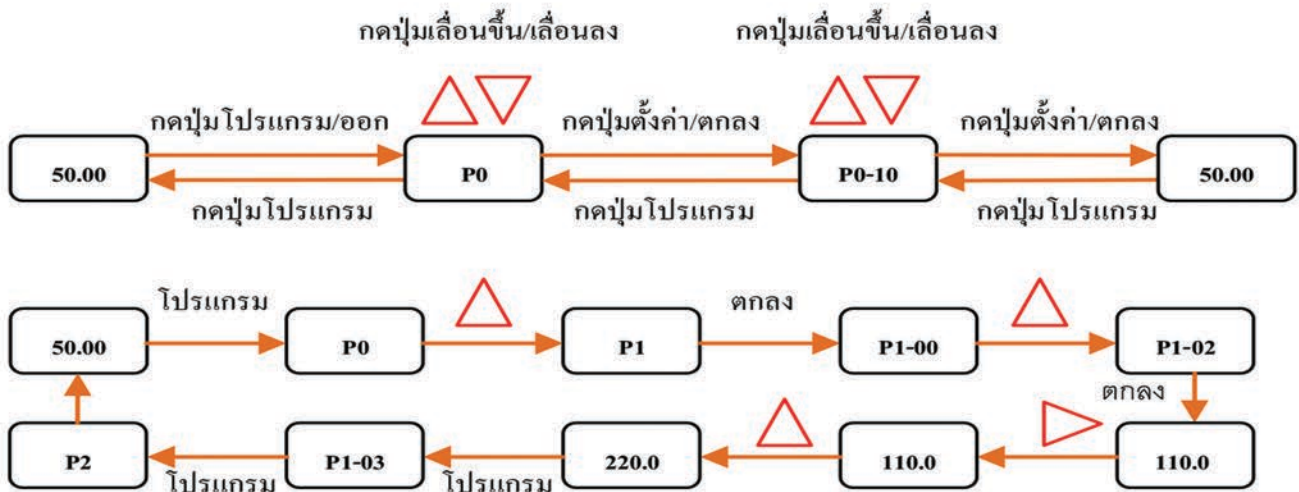 กดปุ่มเลื่อนขึ้น/เลื่อนลง กดปุ่มเลื่อนขึ้น/เลื่อนลง
กดปุ่มโปรแกรม/ออก กดปุ่มตั้งค่า/ตกลง กดปุ่มตั้งค่า/ตกลง
50.00 P0 P0-10 50.00
กดปุ่มโปรแกรม กดปุ่มโปรแกรม กดปุ่มโปรแกรม
โปรแกรม ตกลง
50.00 P0 P1 P1-00 P1-02
ตกลง
P2 P1-03 220.0 110.0 110.0
โปรแกรม โปรแกรม